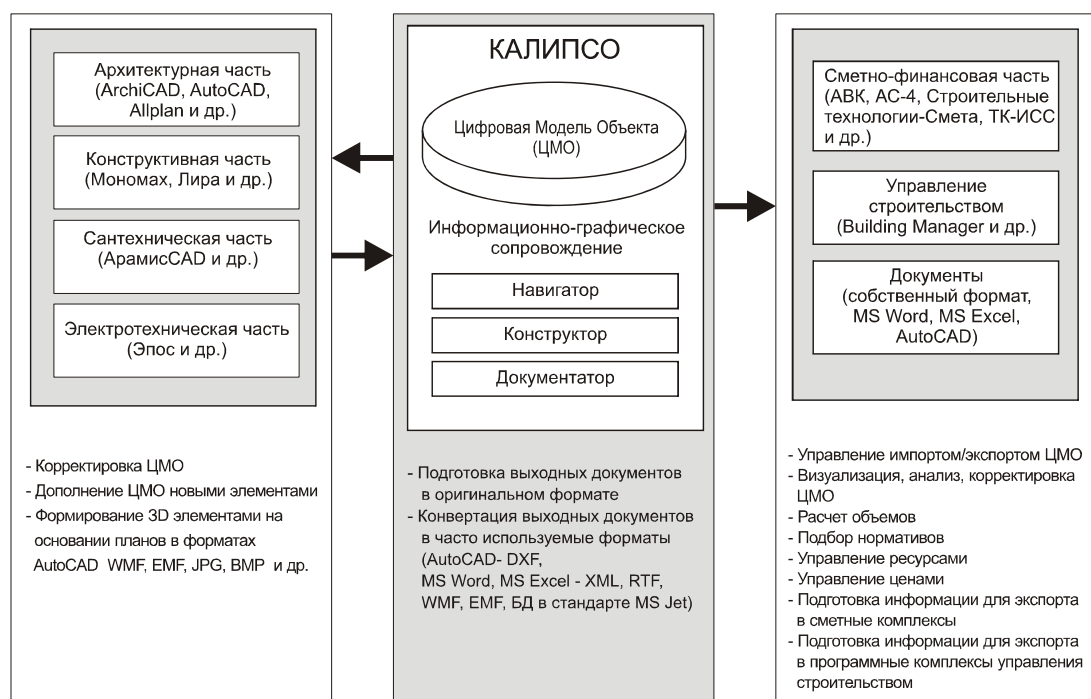 Архитектурная часть
(ArchiCAD, AutoCAD,
Allplan и др.)
Конструктивная часть
(Мономах, Лира и др.)
Сантехническая часть
(АрамисCAD и др.)
Электротехническая часть
(Эпос и др.)
- Корректировка ЦМО
- Дополнение ЦМО новыми элементами
- Формирование 3D элементами на
основании планов в форматах
AutoCAD WMF, EMF, JPG, BMP и др.
КАЛИПСО
Цифровая Модель Объекта
(ЦМО)
Информационно-графическое
сопровождение
Навигатор
Конструктор
Документатор
- Подготовка выходных документов
в оригинальном формате
- Конвертация выходных документов
в часто используемые форматы
(AutoCAD- DXF,
MS Word, MS Excel - XML, RTF,
WMF, EMF, БД в стандарте MS Jet)
Сметно-финансовая часть
(АВК, АС-4, Строительные
технологии-Смета, ТК-ИСС
и др.)
Управление
строительством
(Building Manager и др.)
Документы
(собственный формат,
MS Word, MS Excel,
AutoCAD)
- Управление импортом/экспортом ЦМО
- Визуализация, анализ, корректировка
ЦМО
- Расчет объемов
- Подбор нормативов
- Управление ресурсами
- Управление ценами
- Подготовка информации для экспорта
в сметные комплексы
- Подготовка информации для экспорта
в программные комплексы управления
строительством